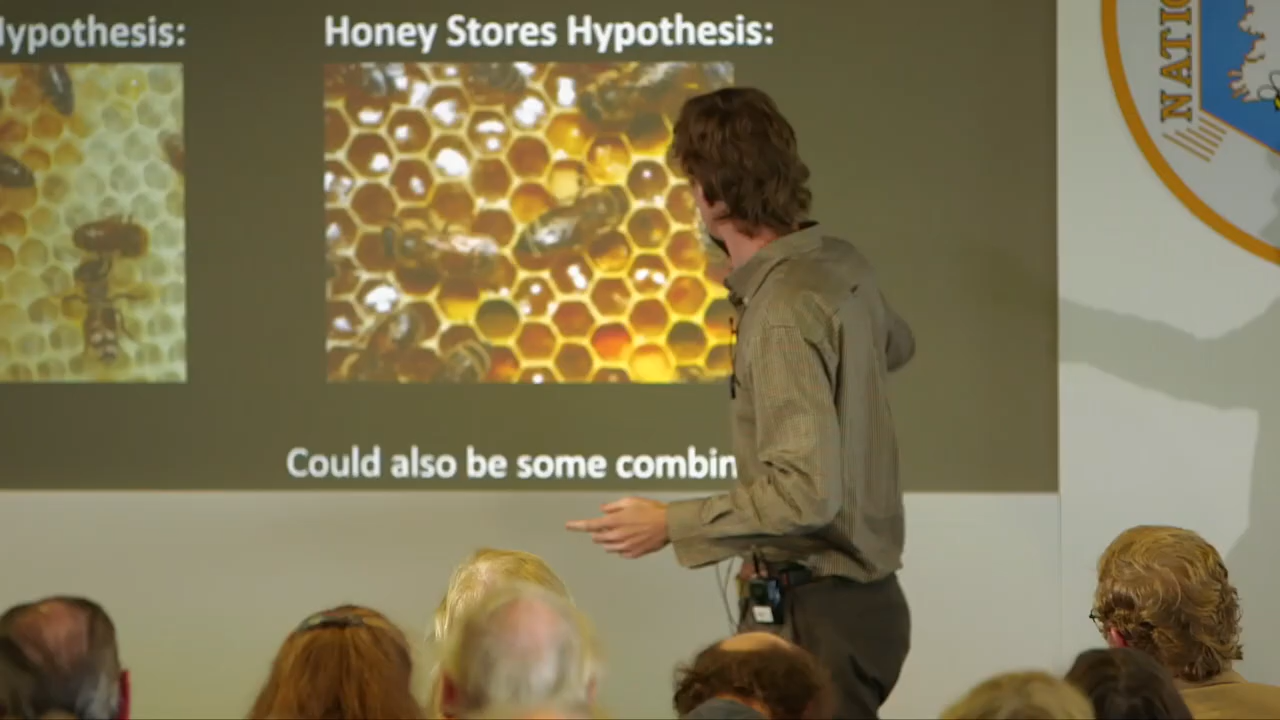 ypothesis:
Honey Stores Hypothesis:
Could also be some combin
NATIO